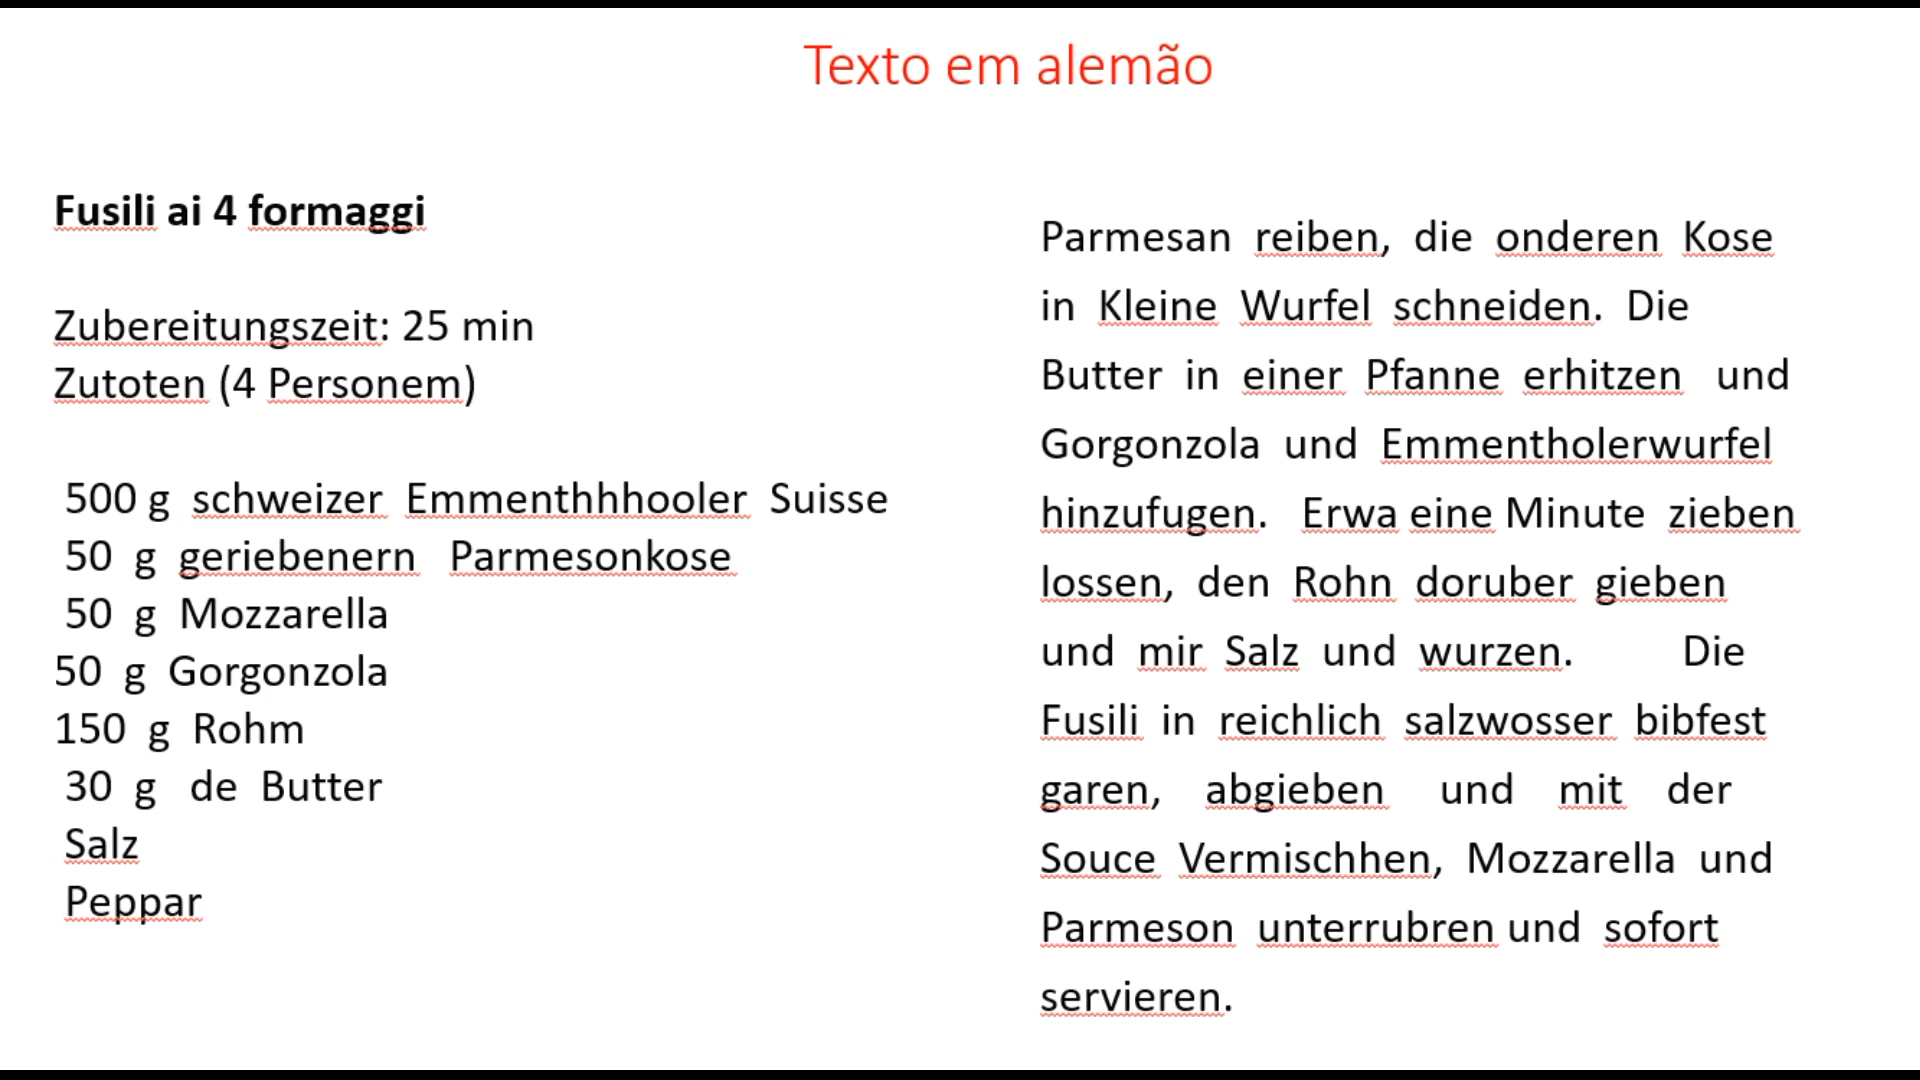 Texto em alemão
Fusili ai 4 formaggi
Zubereitungszeit: 25 min
Zutoten (4 Personem)
500 g schweizer Emmenthhhooler Suisse
50 g geriebenern Parmesonkose
50 g Mozzarella
50 g Gorgonzola
150 g Rohm
30 g de Butter
Salz
Peppar
Parmesan reiben, die onderen Kose
in Kleine Wurfel schneiden. Die
Butter in einer Pfanne erhitzen und
Gorgonzola und Emmentholerwurfel
hinzufugen. Erwa eine Minute zieben
lossen, den Rohn doruber gieben
und mir Salz und wurzen. Die
Fusili in reichlich salzwosser bibfest
garen, abgieben und mit der
Souce Vermischhen, Mozzarella und
Parmeson unterrubren und sofort
servieren.